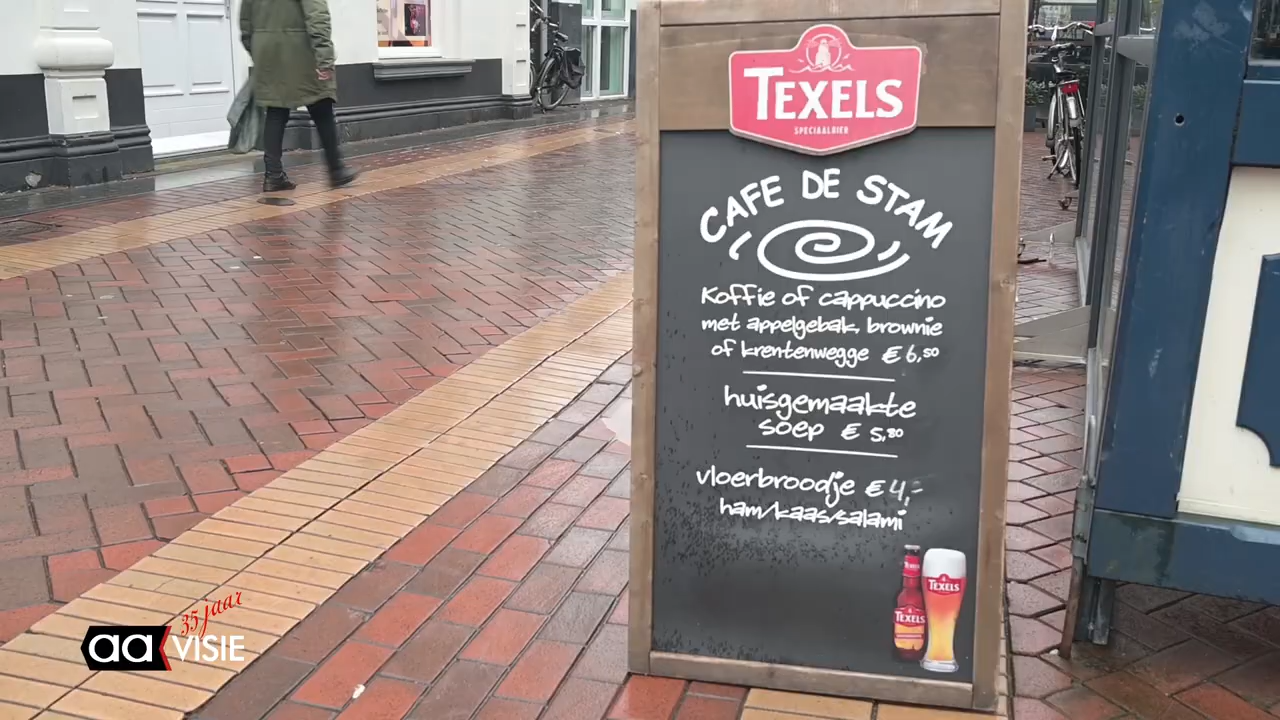 TEXELS
SPECIAALBIER
CAFE DE STAM
Koffie of cappuccino
met appelgebak, brownie
of krentenwegge € 6,50
huisgemaakte
soep € 5,80
vloerbroodje € 4,-
ham/kaas/salami
TEXELS
TEXELS
35 jaar
aa VISIE